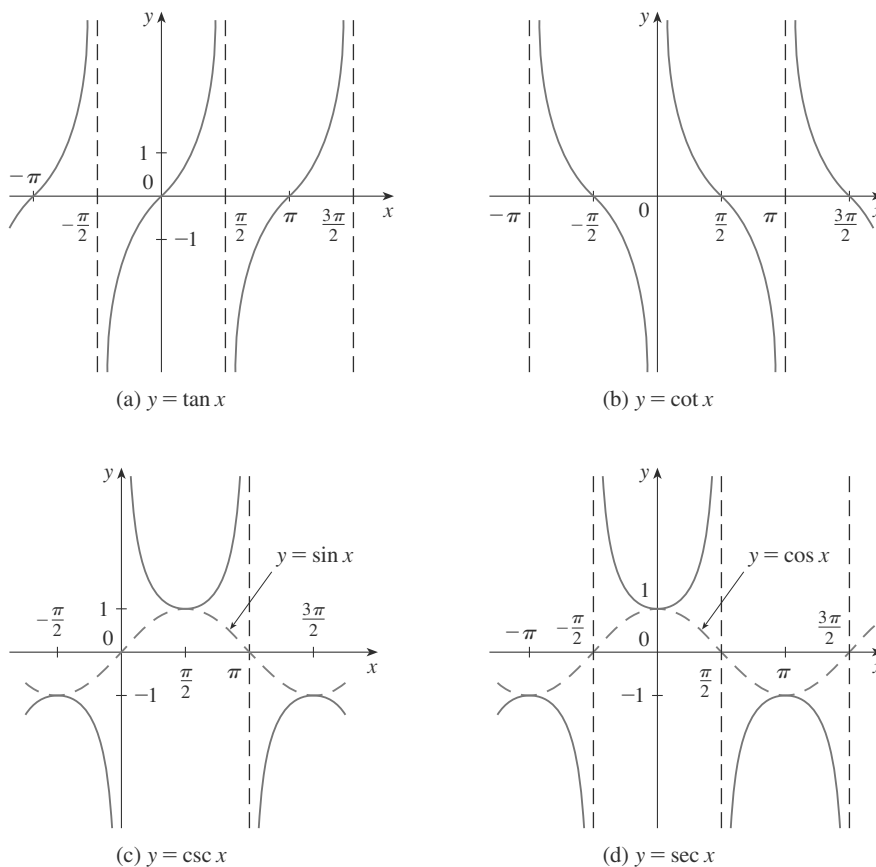 y
1
−π
0
−π/2
−1
π/2
π
3π/2
x
(a) y = tan x
y
−π
−π/2
0
π/2
π
3π/2
x
(b) y = cot x
y
y = sin x
−π/2
1
0
3π/2
−1
π/2
π
x
(c) y = csc x
y
y = cos x
1
−π
−π/2
0
3π/2
−1
π/2
π
x
(d) y = sec x